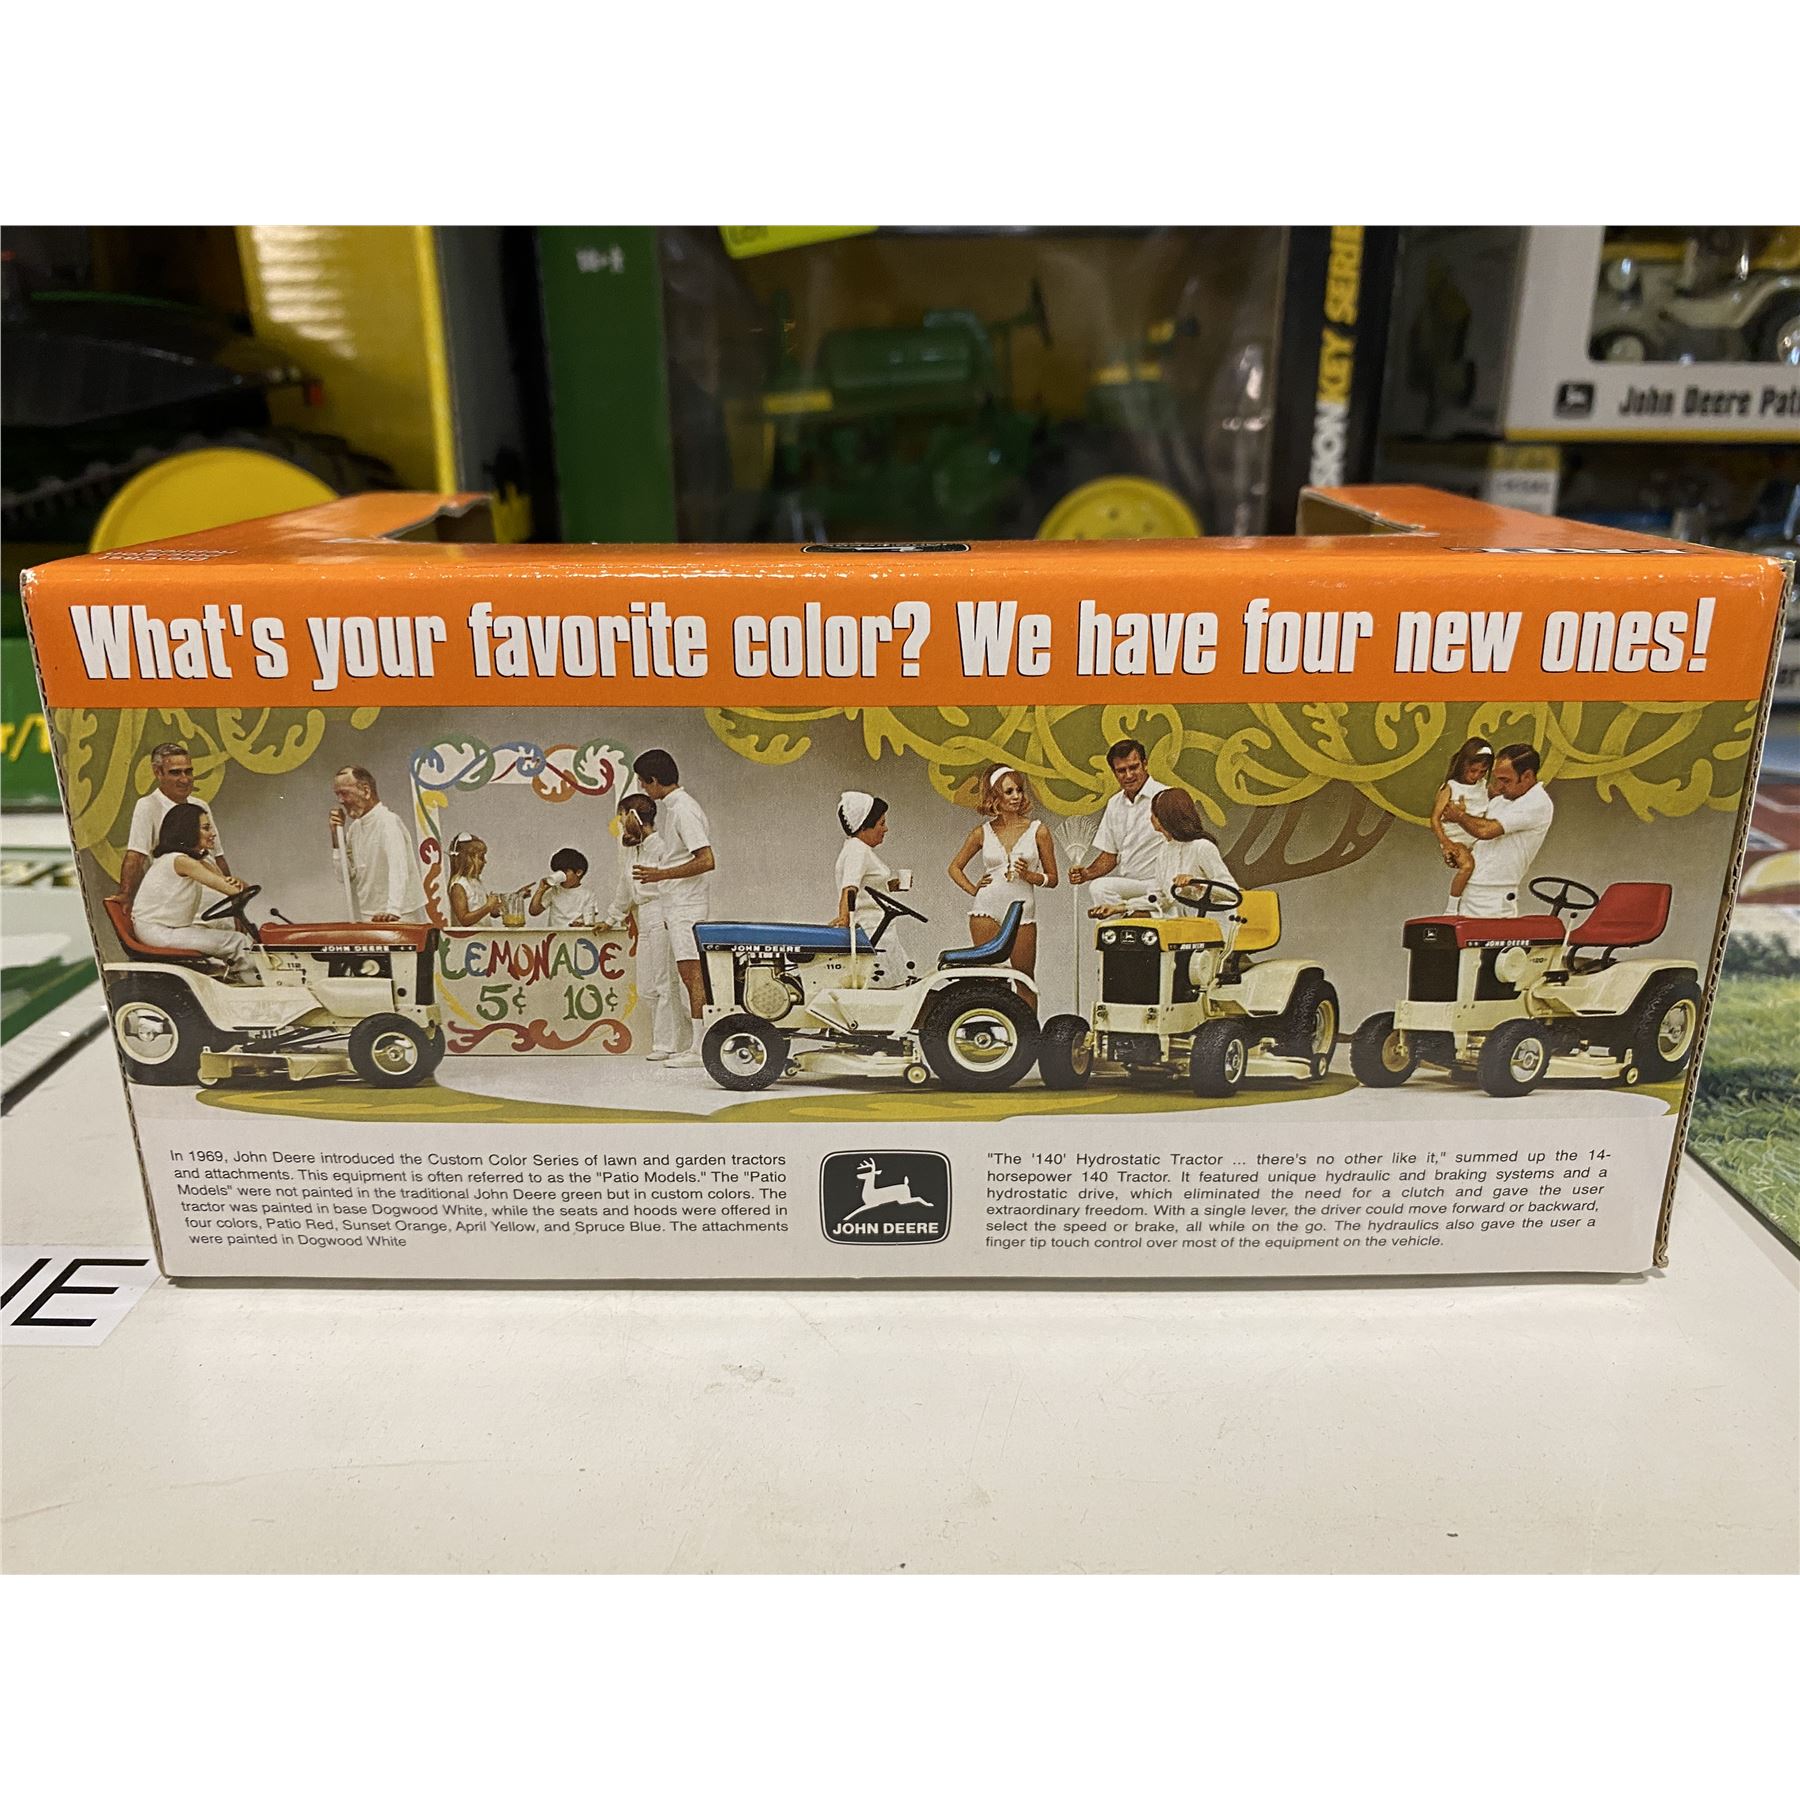 SSION KEY SERIE
John Deere Pati
What's your favorite color? We have four new ones!
LEMONADE
5¢ 10¢
JOHN DEERE
112
JOHN DEERE
110
JOHN DEERE
120
In 1969, John Deere introduced the Custom Color Series of lawn and garden tractors
and attachments. This equipment is often referred to as the "Patio Models." The "Patio
Models" were not painted in the traditional John Deere green but in custom colors. The
tractor was painted in base Dogwood White, while the seats and hoods were offered in
four colors, Patio Red, Sunset Orange, April Yellow, and Spruce Blue. The attachments
were painted in Dogwood White
JOHN DEERE
"The '140' Hydrostatic Tractor ... there's no other like it," summed up the 14-
horsepower 140 Tractor. It featured unique hydraulic and braking systems and a
hydrostatic drive, which eliminated the need for a clutch and gave the user
extraordinary freedom. With a single lever, the driver could move forward or backward,
select the speed or brake, all while on the go. The hydraulics also gave the user a
finger tip touch control over most of the equipment on the vehicle.
IE